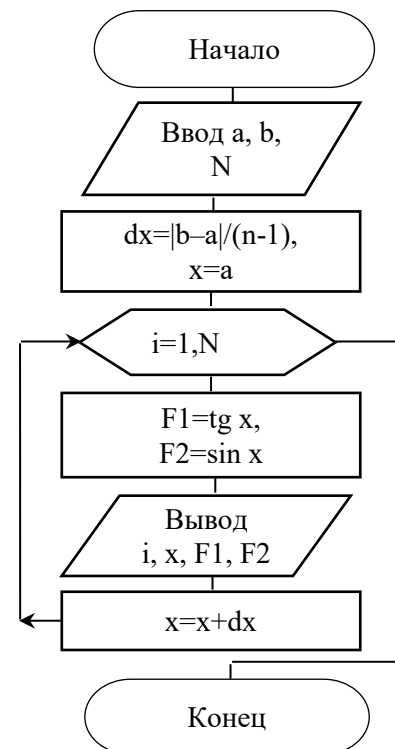 Начало
Ввод a, b,
N
dx=|b–a|/(n-1),
x=a
i=1,N
F1=tg x,
F2=sin x
Вывод
i, x, F1, F2
x=x+dx
Конец